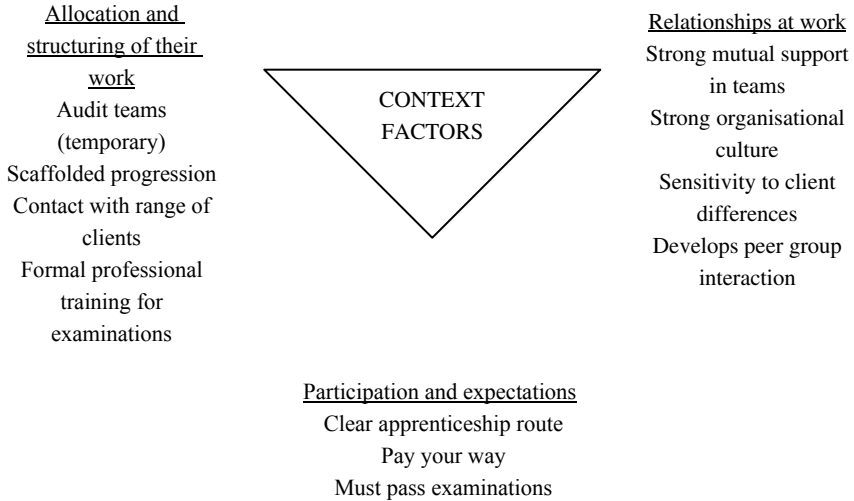 Allocation and
structuring of their
work
Audit teams
(temporary)
Scaffolded progression
Contact with range of
clients
Formal professional
training for
examinations
CONTEXT
FACTORS
Relationships at work
Strong mutual support
in teams
Strong organisational
culture
Sensitivity to client
differences
Develops peer group
interaction
Participation and expectations
Clear apprenticeship route
Pay your way
Must pass examinations